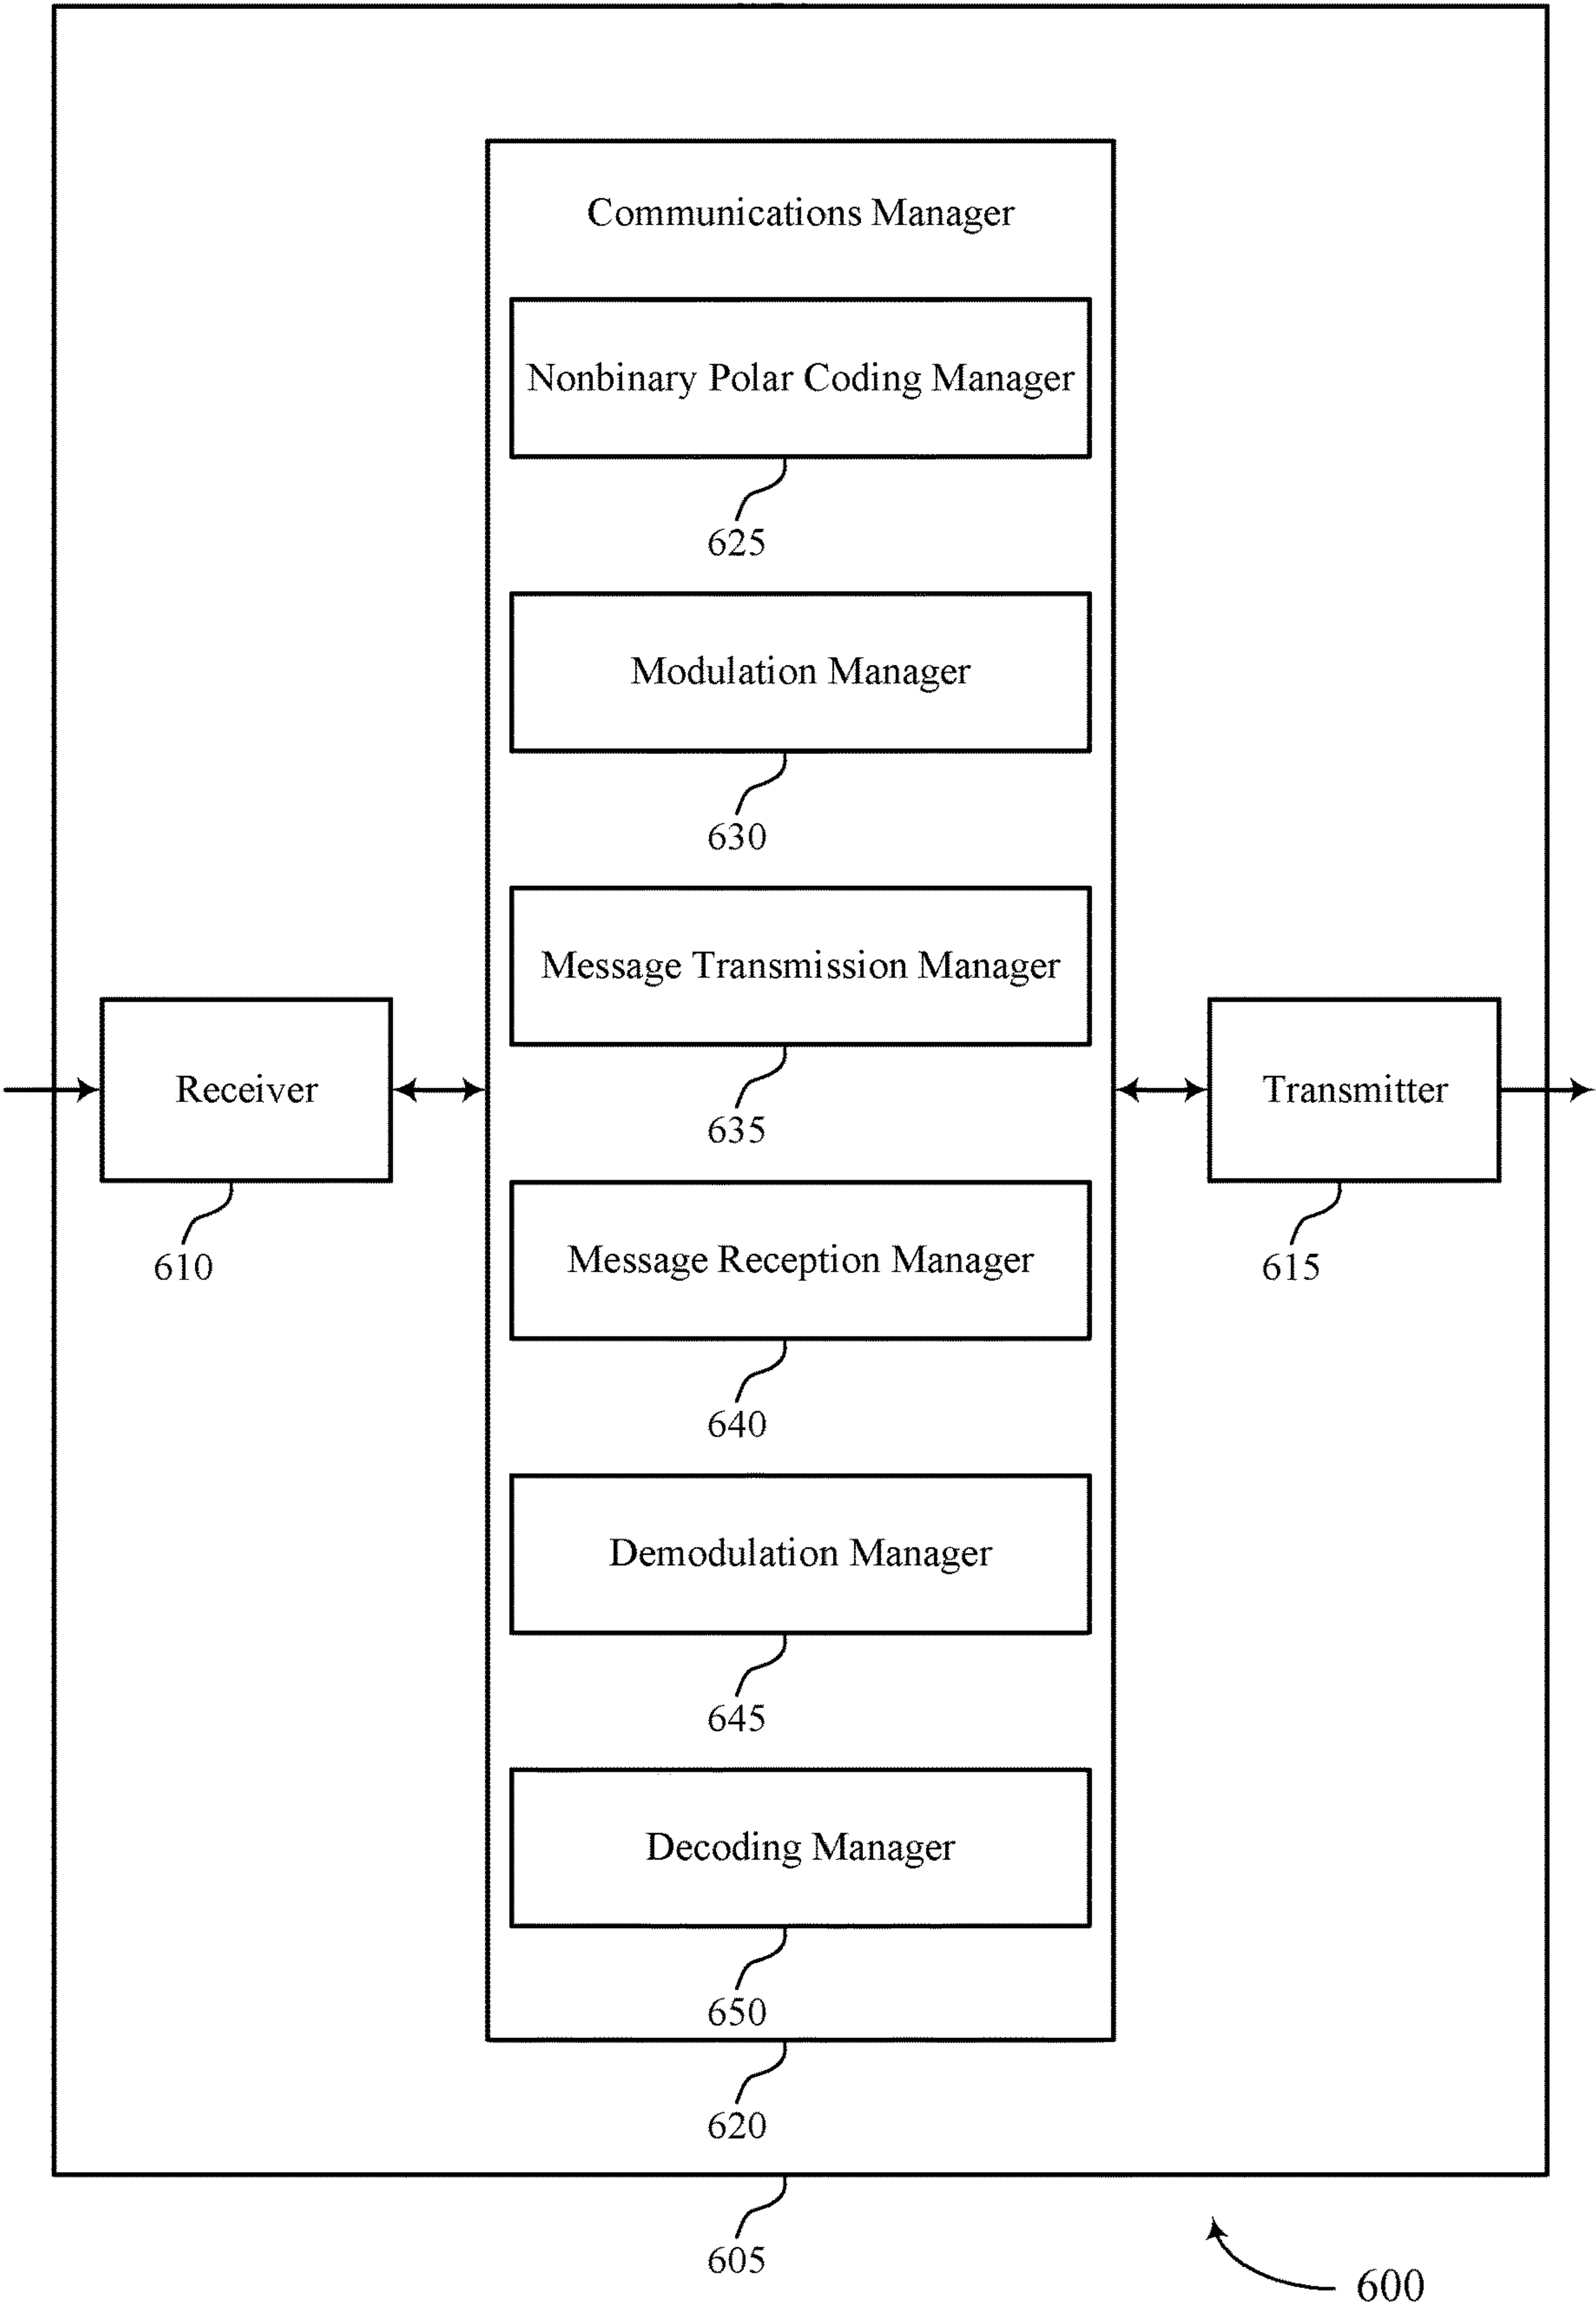 Communications Manager
Nonbinary Polar Coding Manager
625
Modulation Manager
630
Message Transmission Manager
635
Receiver
610
Transmitter
615
Message Reception Manager
640
Demodulation Manager
645
Decoding Manager
650
620
605
600